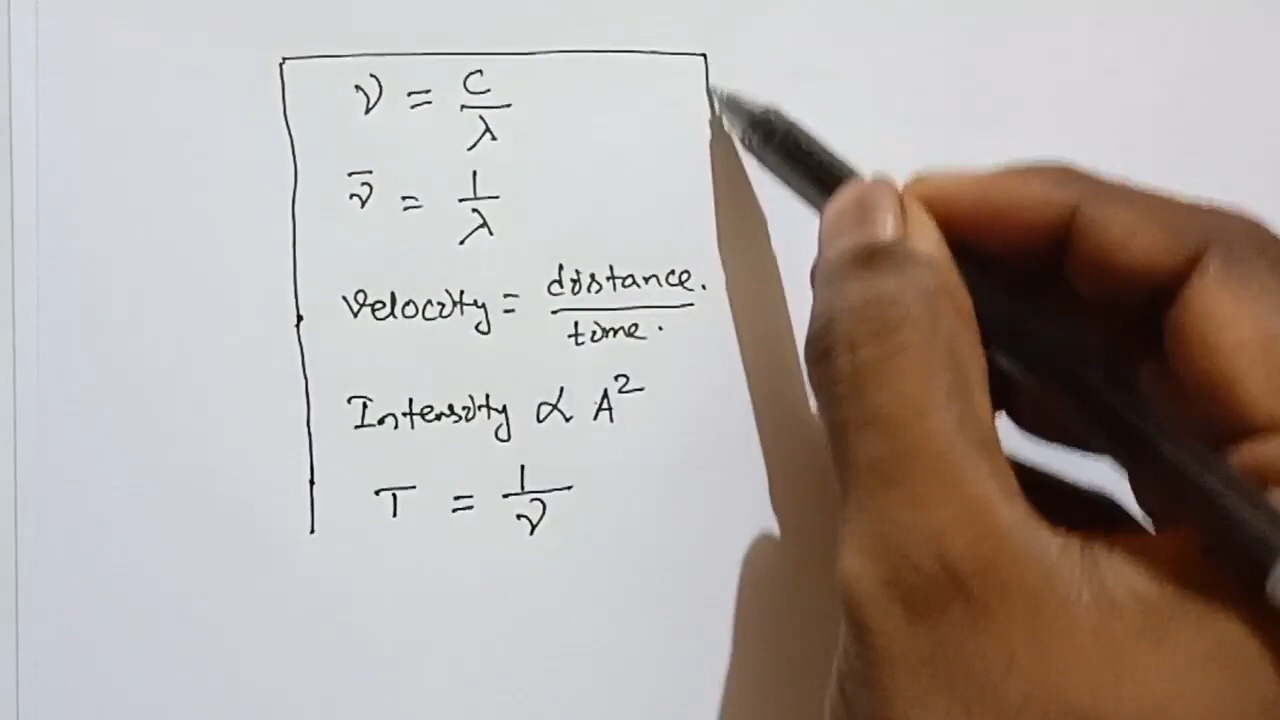 ν = c/λ
ν̄ = 1/λ
Velocity = distance. / time.
Intensity ∝ A²
T = 1/ν